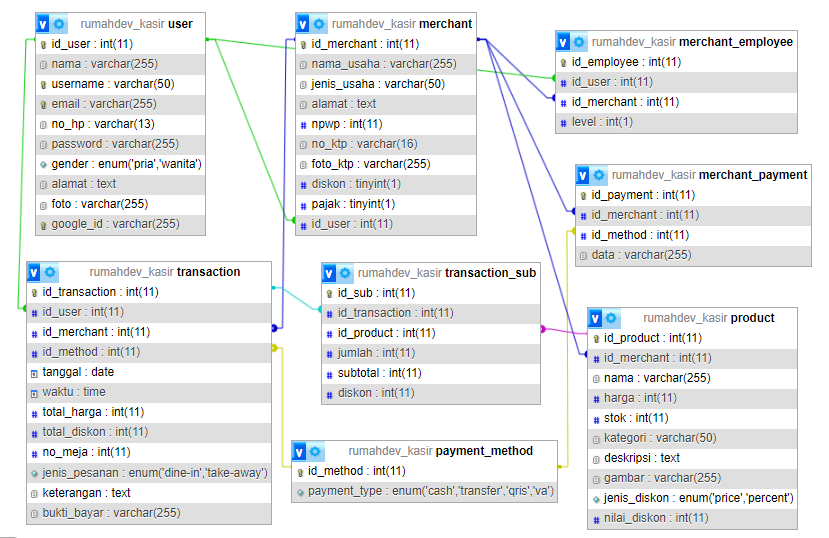 v rumahdev_kasir user
id_user : int(11)
nama : varchar(255)
username : varchar(50)
email : varchar(255)
no_hp : varchar(13)
password : varchar(255)
gender : enum('pria','wanita')
alamat : text
foto : varchar(255)
google_id : varchar(255)
v rumahdev_kasir merchant
id_merchant : int(11)
nama_usaha : varchar(255)
jenis_usaha : varchar(50)
alamat : text
# npwp : int(11)
no_ktp : varchar(16)
foto_ktp : varchar(255)
# diskon : tinyint(1)
# pajak : tinyint(1)
# id_user : int(11)
v rumahdev_kasir merchant_employee
id_employee : int(11)
# id_user : int(11)
# id_merchant : int(11)
# level : int(1)
v rumahdev_kasir merchant_payment
id_payment : int(11)
# id_merchant : int(11)
# id_method : int(11)
data : varchar(255)
v rumahdev_kasir transaction
id_transaction : int(11)
# id_user : int(11)
# id_merchant : int(11)
# id_method : int(11)
tanggal : date
waktu : time
# total_harga : int(11)
# total_diskon : int(11)
# no_meja : int(11)
jenis_pesanan : enum('dine-in','take-away')
keterangan : text
bukti_bayar : varchar(255)
v rumahdev_kasir transaction_sub
id_sub : int(11)
# id_transaction : int(11)
# id_product : int(11)
# jumlah : int(11)
# subtotal : int(11)
# diskon : int(11)
v rumahdev_kasir payment_method
id_method : int(11)
payment_type : enum('cash','transfer','qris','va')
v rumahdev_kasir product
id_product : int(11)
# id_merchant : int(11)
nama : varchar(255)
# harga : int(11)
# stok : int(11)
kategori : varchar(50)
deskripsi : text
gambar : varchar(255)
jenis_diskon : enum('price','percent')
# nilai_diskon : int(11)